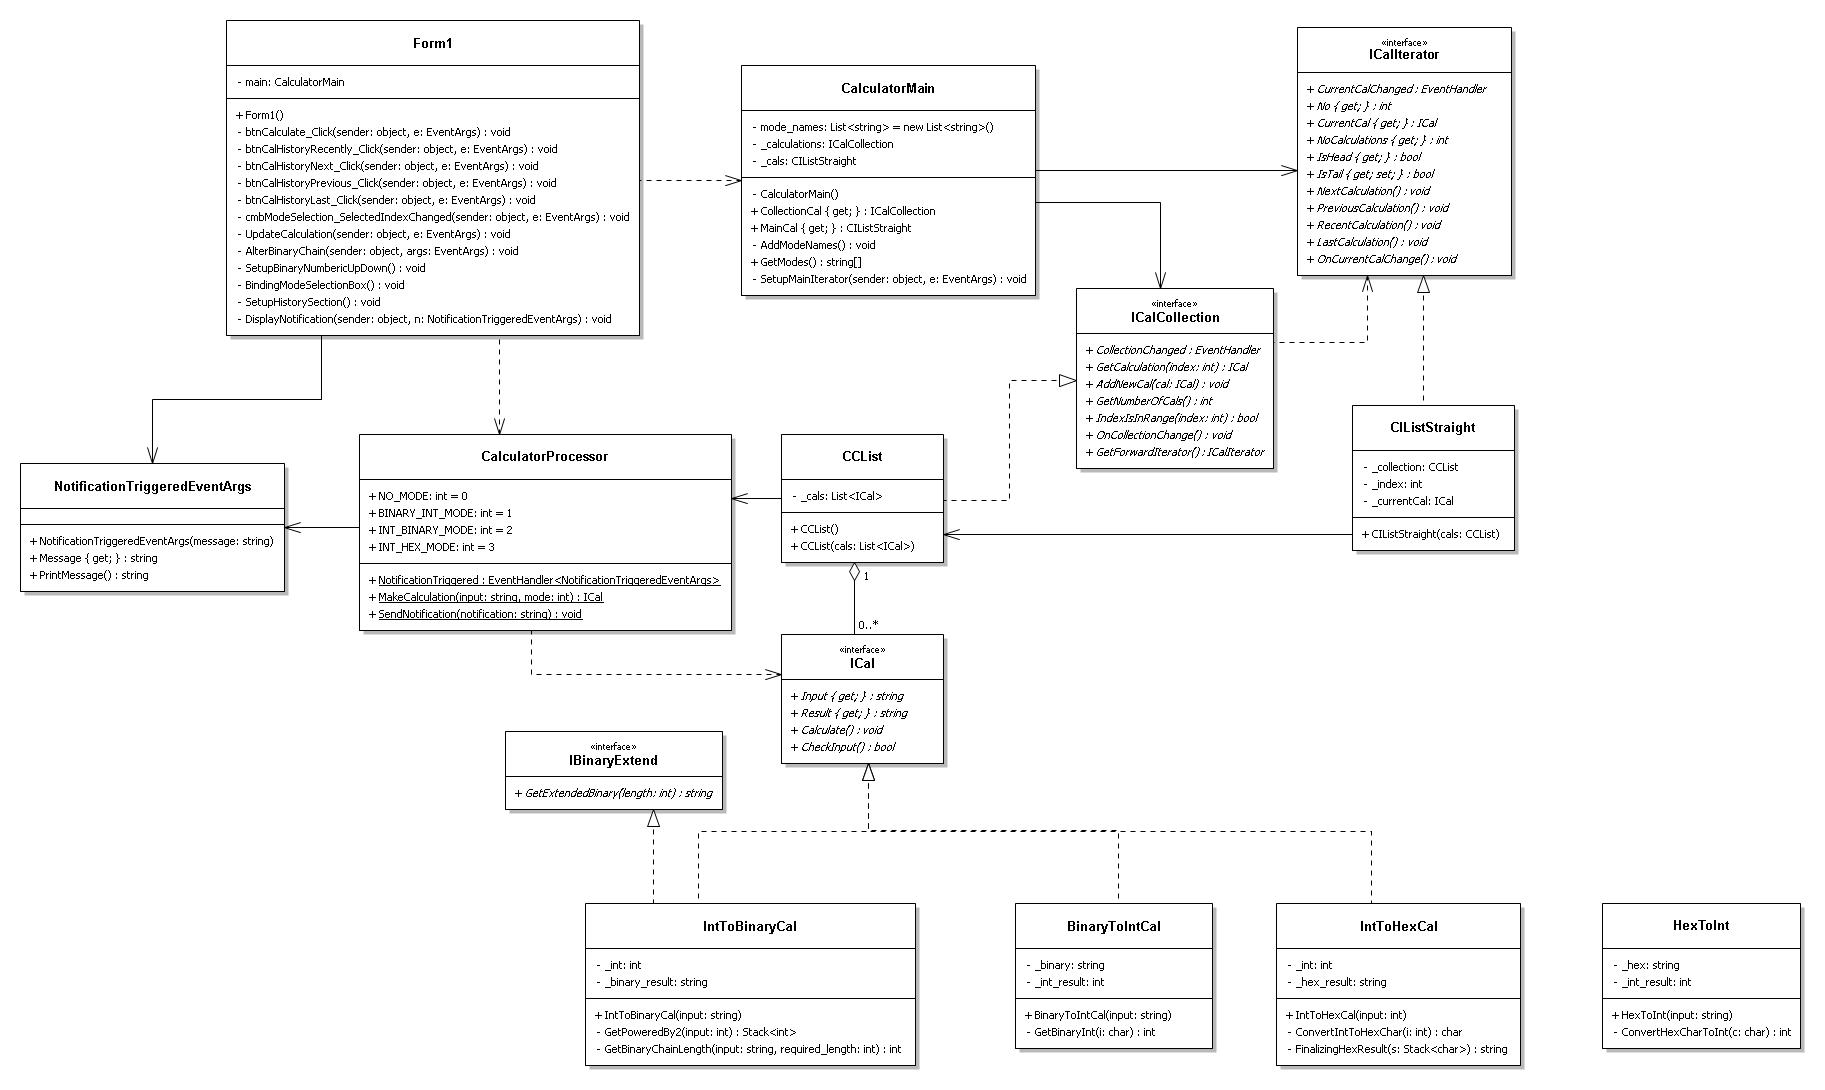 Form1
- main: CalculatorMain
+ Form1()
- btnCalculate_Click(sender: object, e: EventArgs) : void
- btnCalHistoryRecently_Click(sender: object, e: EventArgs) : void
- btnCalHistoryNext_Click(sender: object, e: EventArgs) : void
- btnCalHistoryPrevious_Click(sender: object, e: EventArgs) : void
- btnCalHistoryLast_Click(sender: object, e: EventArgs) : void
- cmbModeSelection_SelectedIndexChanged(sender: object, e: EventArgs) : void
- UpdateCalculation(sender: object, e: EventArgs) : void
- AlterBinaryChain(sender: object, args: EventArgs) : void
- SetupBinaryNumbericUpDown() : void
- BindingModeSelectionBox() : void
- SetupHistorySection() : void
- DisplayNotification(sender: object, n: NotificationTriggeredEventArgs) : void
CalculatorMain
- mode_names: List<string> = new List<string>()
- _calculations: ICalCollection
- _cals: CIListStraight
- CalculatorMain()
+ CollectionCal { get; } : ICalCollection
+ MainCal { get; } : CIListStraight
- AddModeNames() : void
+ GetModes() : string[]
- SetupMainIterator(sender: object, e: EventArgs) : void
«interface»
ICalIterator
+ CurrentCalChanged : EventHandler
+ No { get; } : int
+ CurrentCal { get; } : ICal
+ NoCalculations { get; } : int
+ IsHead { get; } : bool
+ IsTail { get; set; } : bool
+ NextCalculation() : void
+ PreviousCalculation() : void
+ RecentCalculation() : void
+ LastCalculation() : void
+ OnCurrentCalChange() : void
«interface»
ICalCollection
+ CollectionChanged : EventHandler
+ GetCalculation(index: int) : ICal
+ AddNewCal(cal: ICal) : void
+ GetNumberOfCals() : int
+ IndexIsInRange(index: int) : bool
+ OnCollectionChange() : void
+ GetForwardIterator() : ICalIterator
CIListStraight
- _collection: CCList
- _index: int
- _currentCal: ICal
+ CIListStraight(cals: CCList)
NotificationTriggeredEventArgs
+ NotificationTriggeredEventArgs(message: string)
+ Message { get; } : string
+ PrintMessage() : string
CalculatorProcessor
+ NO_MODE: int = 0
+ BINARY_INT_MODE: int = 1
+ INT_BINARY_MODE: int = 2
+ INT_HEX_MODE: int = 3
+ NotificationTriggered : EventHandler<NotificationTriggeredEventArgs>
+ MakeCalculation(input: string, mode: int) : ICal
+ SendNotification(notification: string) : void
CCList
- _cals: List<ICal>
+ CCList()
+ CCList(cals: List<ICal>)
1
0..*
«interface»
ICal
+ Input { get; } : string
+ Result { get; } : string
+ Calculate() : void
+ CheckInput() : bool
«interface»
IBinaryExtend
+ GetExtendedBinary(length: int) : string
IntToBinaryCal
- _int: int
- _binary_result: string
+ IntToBinaryCal(input: string)
- GetPoweredBy2(input: int) : Stack<int>
- GetBinaryChainLength(input: string, required_length: int) : int
BinaryToIntCal
- _binary: string
- _int_result: int
+ BinaryToIntCal(input: string)
- GetBinaryInt(i: char) : int
IntToHexCal
- _int: int
- _hex_result: string
+ IntToHexCal(input: int)
- ConvertIntToHexChar(i: int) : char
- FinalizingHexResult(s: Stack<char>) : string
HexToInt
- _hex: string
- _int_result: int
+ HexToInt(input: string)
- ConvertHexCharToInt(c: char) : int